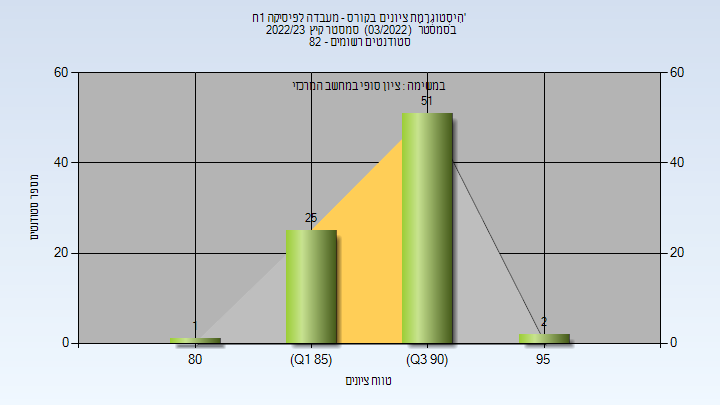 הִיסְטוֹגְרָמַת ציונים בקורס - מעבדה לפיסיקה 1ח'
בסמסטר (03/2022) סמסטר קיץ 2022/23
סטודנטים רשומים - 82
במשימה : ציון סופי במחשב המרכזי
60
40
20
0
60
40
20
0
1
25
51
2
80
(Q1 85)
(Q3 90)
95
מספר סטודנטים
טווח ציונים